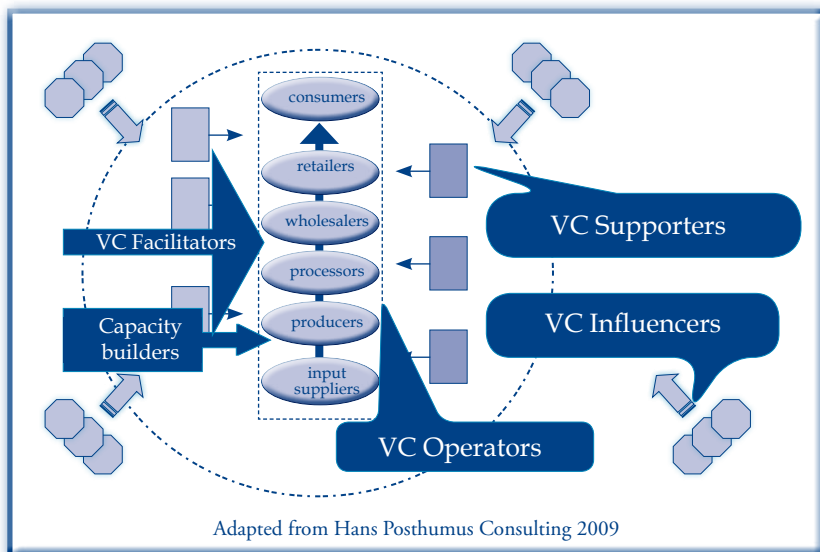 consumers
retailers
wholesalers
processors
producers
input
suppliers
VC Facilitators
Capacity
builders
VC Supporters
VC Influencers
VC Operators
Adapted from Hans Posthumus Consulting 2009